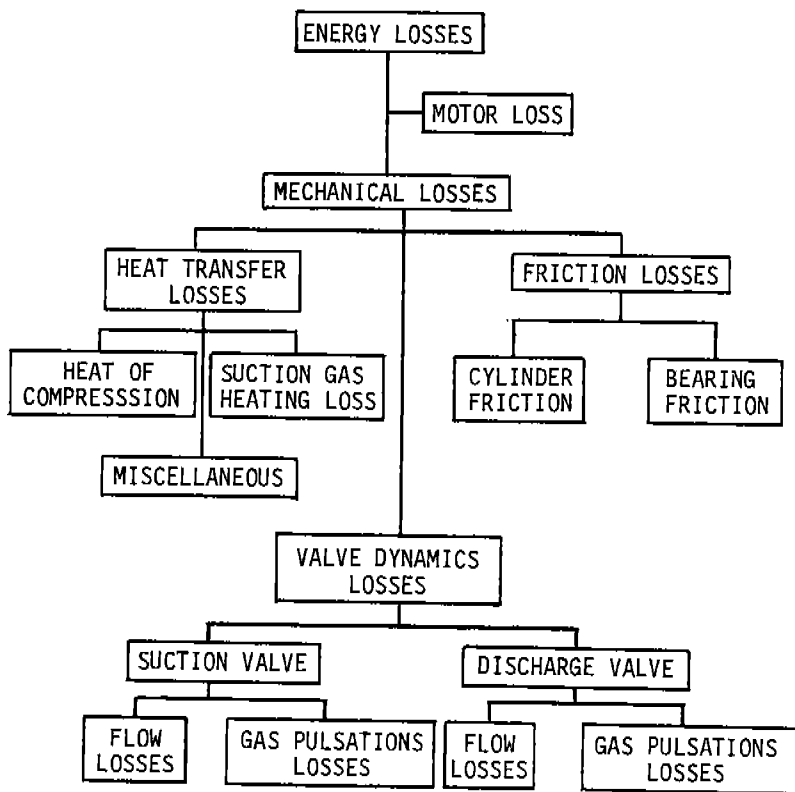 ENERGY LOSSES
MOTOR LOSS
MECHANICAL LOSSES
HEAT TRANSFER
LOSSES
FRICTION LOSSES
HEAT OF
COMPRESSSION
SUCTION GAS
HEATING LOSS
CYLINDER
FRICTION
BEARING
FRICTION
MISCELLANEOUS
VALVE DYNAMICS
LOSSES
SUCTION VALVE
DISCHARGE VALVE
FLOW
LOSSES
GAS PULSATIONS
LOSSES
FLOW
LOSSES
GAS PULSATIONS
LOSSES